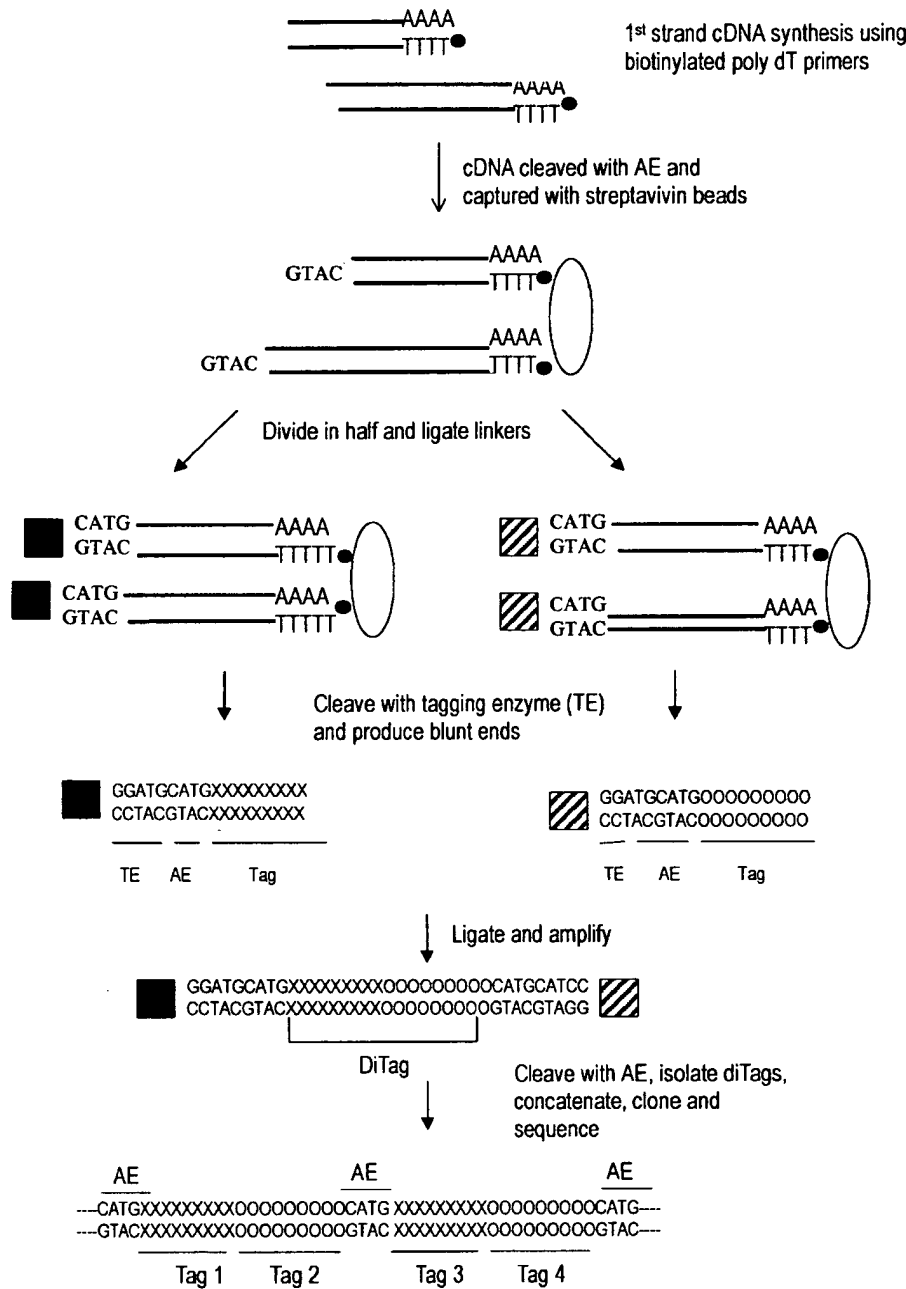 AAAA
TTTT
1st strand cDNA synthesis using
biotinylated poly dT primers
AAAA
TTTT
cDNA cleaved with AE and
captured with streptavivin beads
AAAA
GTAC
TTTT
AAAA
GTAC
TTTT
Divide in half and ligate linkers
CATG AAAA
GTAC TTTTT
CATG AAAA
GTAC TTTTT
CATG AAAA
GTAC TTTT
CATG AAAA
GTAC TTTT
Cleave with tagging enzyme (TE)
and produce blunt ends
GGATGCATGXXXXXXXXX
CCTACGTACXXXXXXXXX
TE AE Tag
GGATGCATGOOOOOOOOO
CCTACGTACOOOOOOOOO
TE AE Tag
Ligate and amplify
GGATGCATGXXXXXXXXXOOOOOOOOOCATGCATCC
CCTACGTACXXXXXXXXXOOOOOOOOOGTACGTAGG
DiTag
Cleave with AE, isolate diTags,
concatenate, clone and
sequence
AE AE AE
----CATGXXXXXXXXXOOOOOOOOOCATGXXXXXXXXXOOOOOOOOOCATG----
----GTACXXXXXXXXXOOOOOOOOOGTACXXXXXXXXXOOOOOOOOOGTAC----
Tag 1 Tag 2 Tag 3 Tag 4